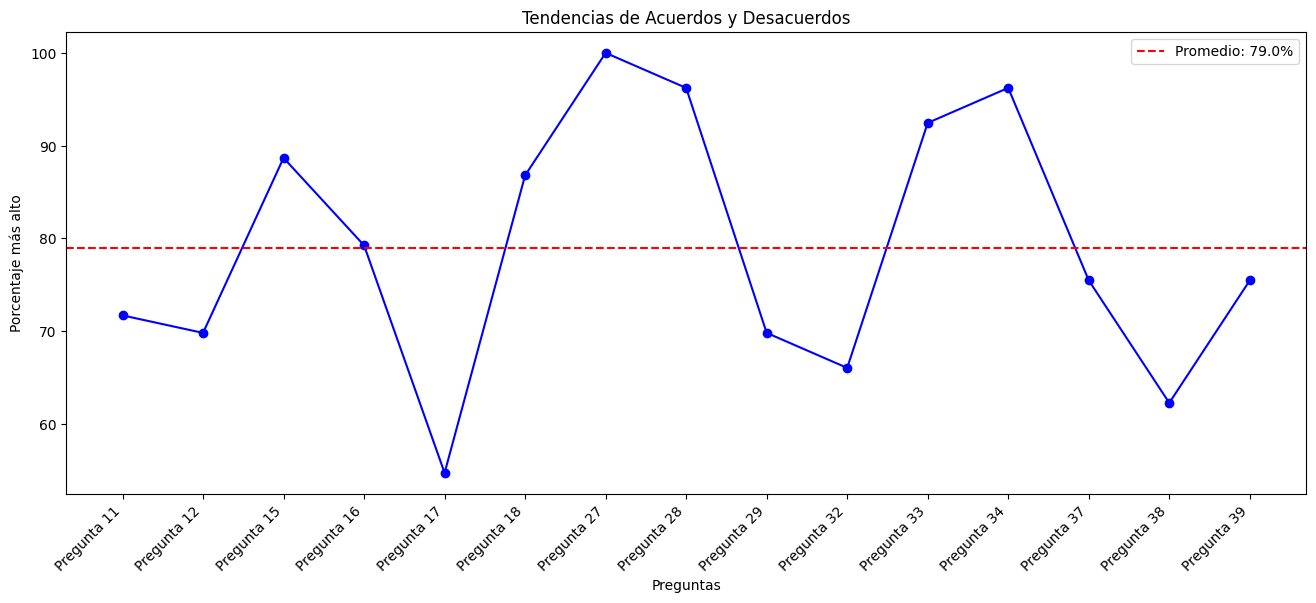 Tendencias de Acuerdos y Desacuerdos
Promedio: 79.0%
Porcentaje más alto
100
90
80
70
60
Pregunta 11
Pregunta 12
Pregunta 15
Pregunta 16
Pregunta 17
Pregunta 18
Pregunta 27
Pregunta 28
Pregunta 29
Pregunta 32
Pregunta 33
Pregunta 34
Pregunta 37
Pregunta 38
Pregunta 39
Preguntas